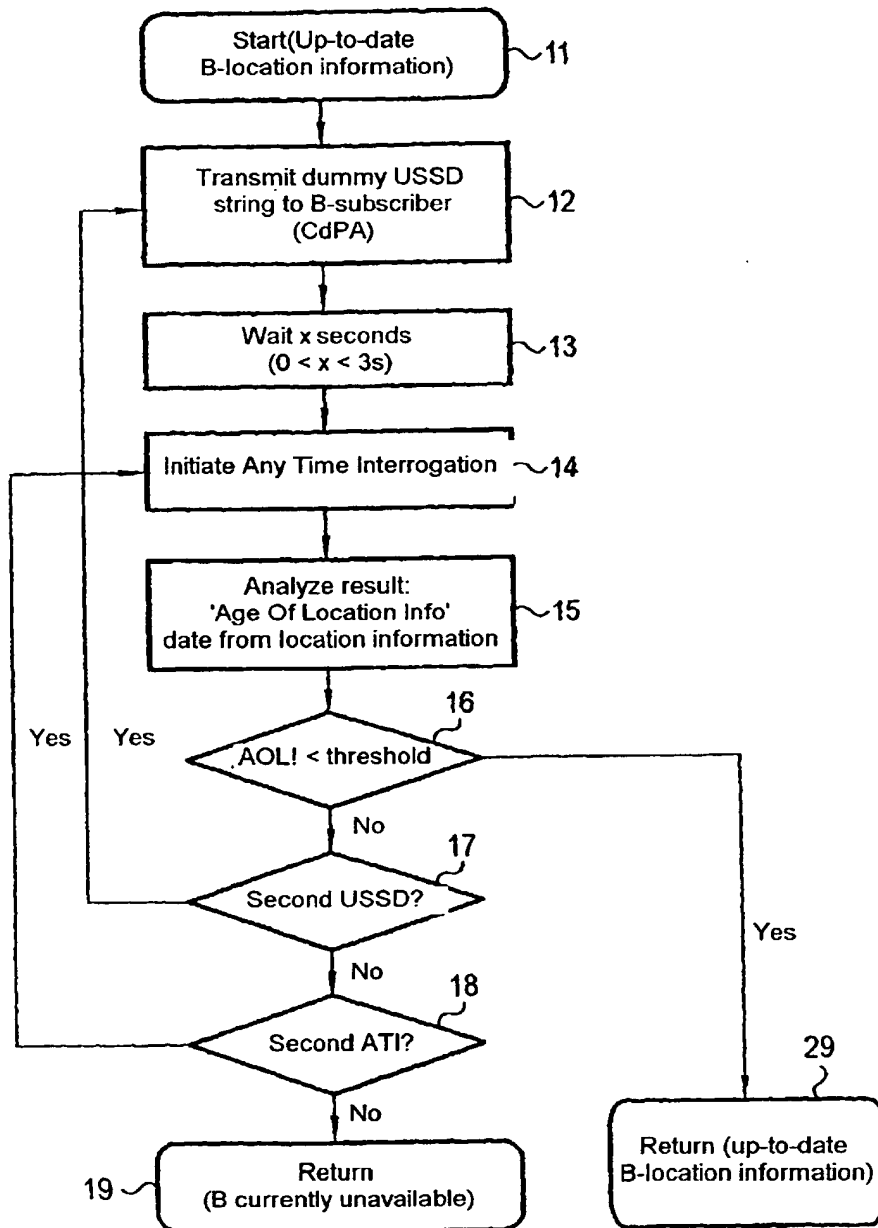 Start(Up-to-date
B-location information)
11
Transmit dummy USSD
string to B-subscriber
(CdPA)
12
Wait x seconds
(0 < x < 3s)
13
Initiate Any Time Interrogation
14
Analyze result:
'Age Of Location Info'
date from location information
15
16
AOL! < threshold
Yes
Yes
No
17
Second USSD?
Yes
No
18
Second ATI?
No
29
Return (up-to-date
B-location information)
19
Return
(B currently unavailable)